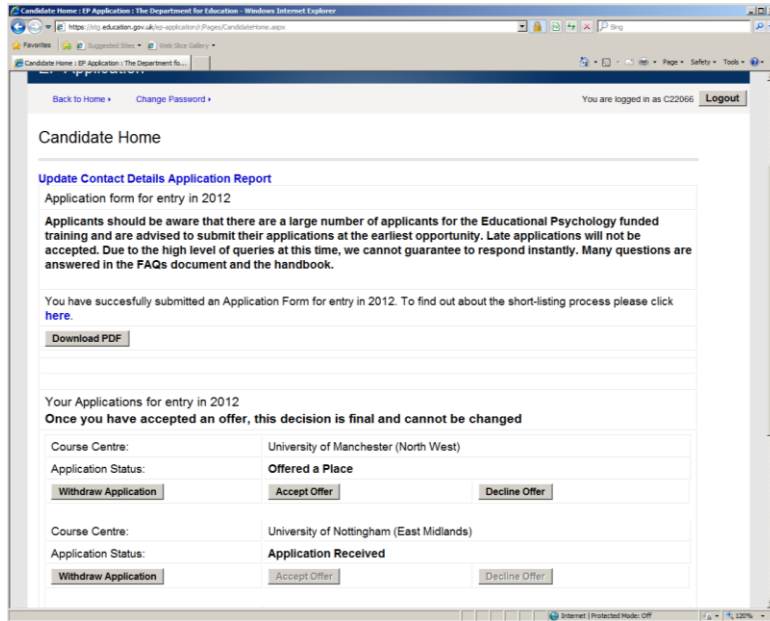 Candidate Home : EP Application : The Department for Education - Windows Internet Explorer
https://stg.education.gov.uk/ep-application/r/Pages/CandidateHome.aspx
Bing
Favorites Suggested Sites Web Slice Gallery
Candidate Home : EP Application : The Department fo... Page Safety Tools
EP Application
Back to Home Change Password You are logged in as C22066 Logout
Candidate Home
Update Contact Details Application Report
Application form for entry in 2012
Applicants should be aware that there are a large number of applicants for the Educational Psychology funded
training and are advised to submit their applications at the earliest opportunity. Late applications will not be
accepted. Due to the high level of queries at this time, we cannot guarantee to respond instantly. Many questions are
answered in the FAQs document and the handbook.
You have succesfully submitted an Application Form for entry in 2012. To find out about the short-listing process please click
here.
Download PDF
Your Applications for entry in 2012
Once you have accepted an offer, this decision is final and cannot be changed
Course Centre: University of Manchester (North West)
Application Status: Offered a Place
Withdraw Application Accept Offer Decline Offer
Course Centre: University of Nottingham (East Midlands)
Application Status: Application Received
Withdraw Application Accept Offer Decline Offer
Internet | Protected Mode: Off 120%